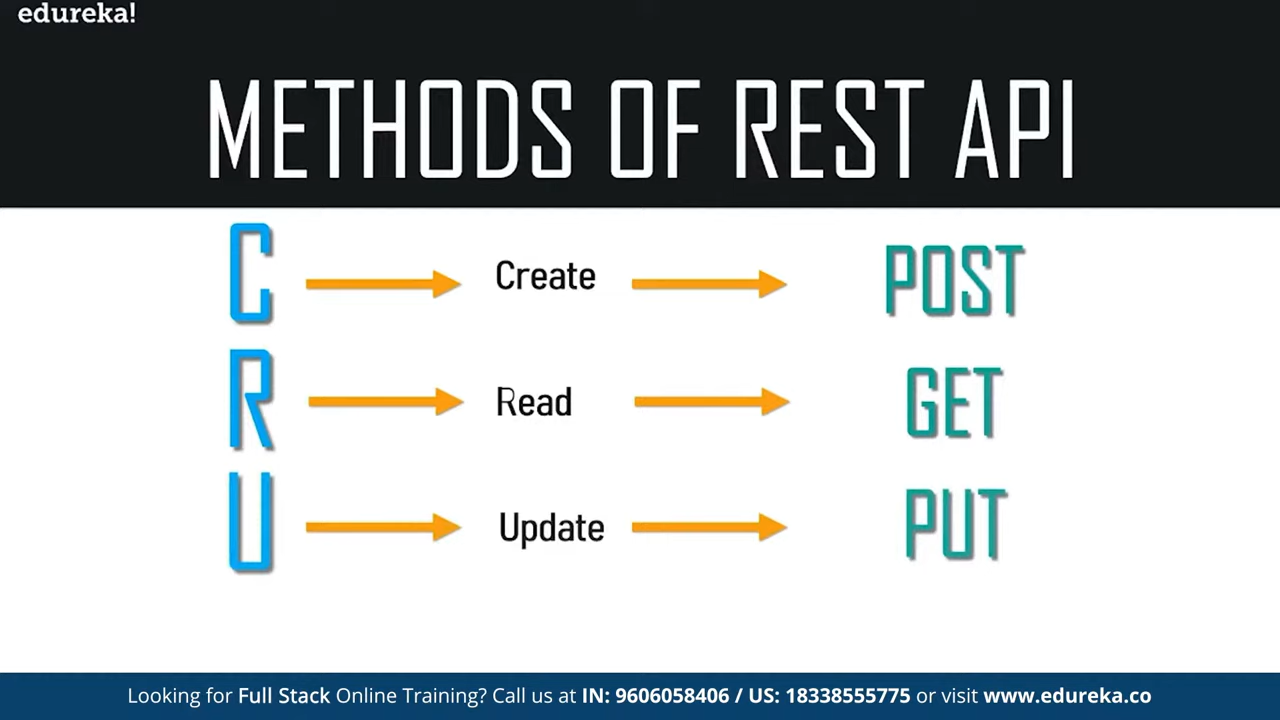 edureka!
METHODS OF REST API
C Create POST
R Read GET
U Update PUT
Looking for Full Stack Online Training? Call us at IN: 9606058406 / US: 18338555775 or visit www.edureka.co